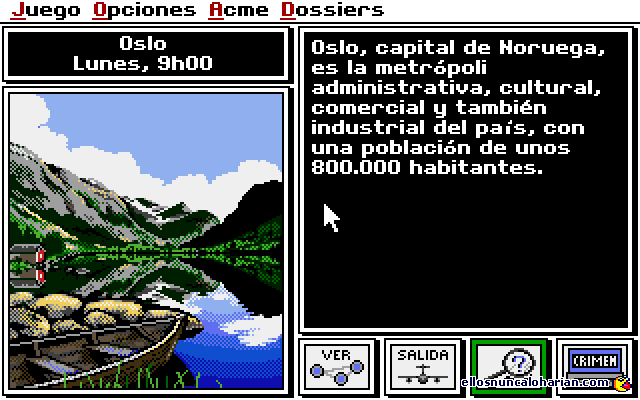 Juego Opciones Acme Dossiers
Oslo
Lunes, 9h00
Oslo, capital de Noruega,
es la metrópoli
administrativa, cultural,
comercial y también
industrial del país, con
una población de unos
800.000 habitantes.
VER
SALIDA
?
CRIMEN
ellosnuncaloharian.com